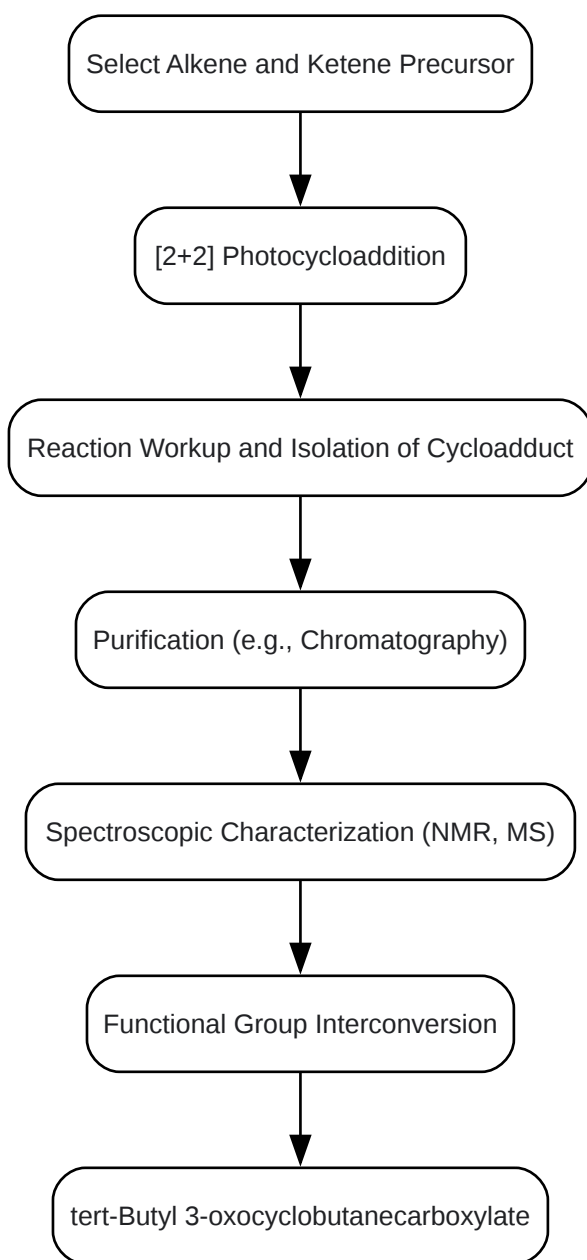 Select Alkene and Ketene Precursor
[2+2] Photocycloaddition
Reaction Workup and Isolation of Cycloadduct
Purification (e.g., Chromatography)
Spectroscopic Characterization (NMR, MS)
Functional Group Interconversion
tert-Butyl 3-oxocyclobutanecarboxylate